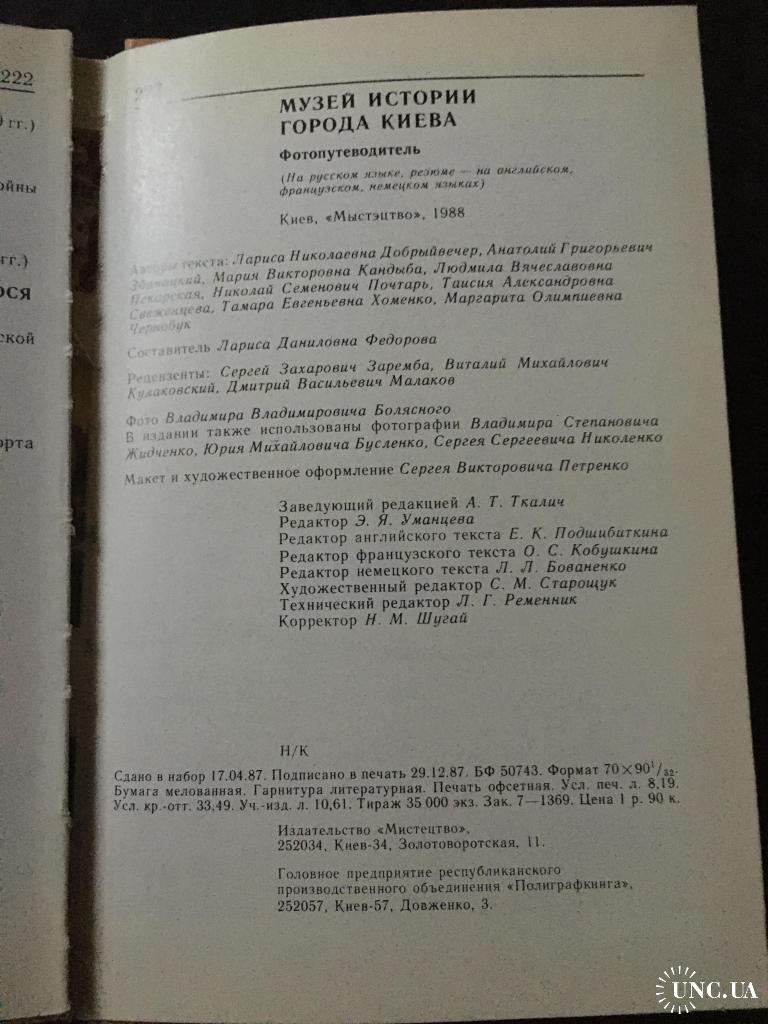 222
гг.)
ойны
гг.)
ОСЯ
ской
орта
МУЗЕЙ ИСТОРИИ
ГОРОДА КИЕВА
Фотопутеводитель
(На русском языке, резюме — на английском,
французском, немецком языках)
Киев, «Мыстэцтво», 1988
Авторы текста: Лариса Николаевна Добрыйвечер, Анатолий Григорьевич
Мария Викторовна Кандыба, Людмила Вячеславовна
Пекарская, Николай Семенович Почтарь, Таисия Александровна
Свеженцева, Тамара Евгеньевна Хоменко, Маргарита Олимпиевна
Чернобук
Составитель Лариса Даниловна Федорова
Рецензенты: Сергей Захарович Заремба, Виталий Михайлович
Кулаковский, Дмитрий Васильевич Малаков
Фото Владимира Владимировича Болясного
В издании также использованы фотографии Владимира Степановича
Жидченко, Юрия Михайловича Бусленко, Сергея Сергеевича Николенко
Макет и художественное оформление Сергея Викторовича Петренко
Заведующий редакцией А. Т. Ткалич
Редактор Э. Я. Уманцева
Редактор английского текста Е. К. Подшибиткина
Редактор французского текста О. С. Кобушкина
Редактор немецкого текста Л. Л. Бованенко
Художественный редактор С. М. Старощук
Технический редактор Л. Г. Ременник
Корректор Н. М. Шугай
Н/К
Сдано в набор 17.04.87. Подписано в печать 29.12.87. БФ 50743. Формат 70×90¹/₃₂.
Бумага мелованная. Гарнитура литературная. Печать офсетная. Усл. печ. л. 8,19.
Усл. кр.-отт. 33,49. Уч.-изд. л. 10,61. Тираж 35 000 экз. Зак. 7—1369. Цена 1 р. 90 к.
Издательство «Мистецтво»,
252034, Киев-34, Золотоворотская, 11.
Головное предприятие республиканского
производственного объединения «Полиграфкнига»,
252057, Киев-57, Довженко, 3.
UNC.UA